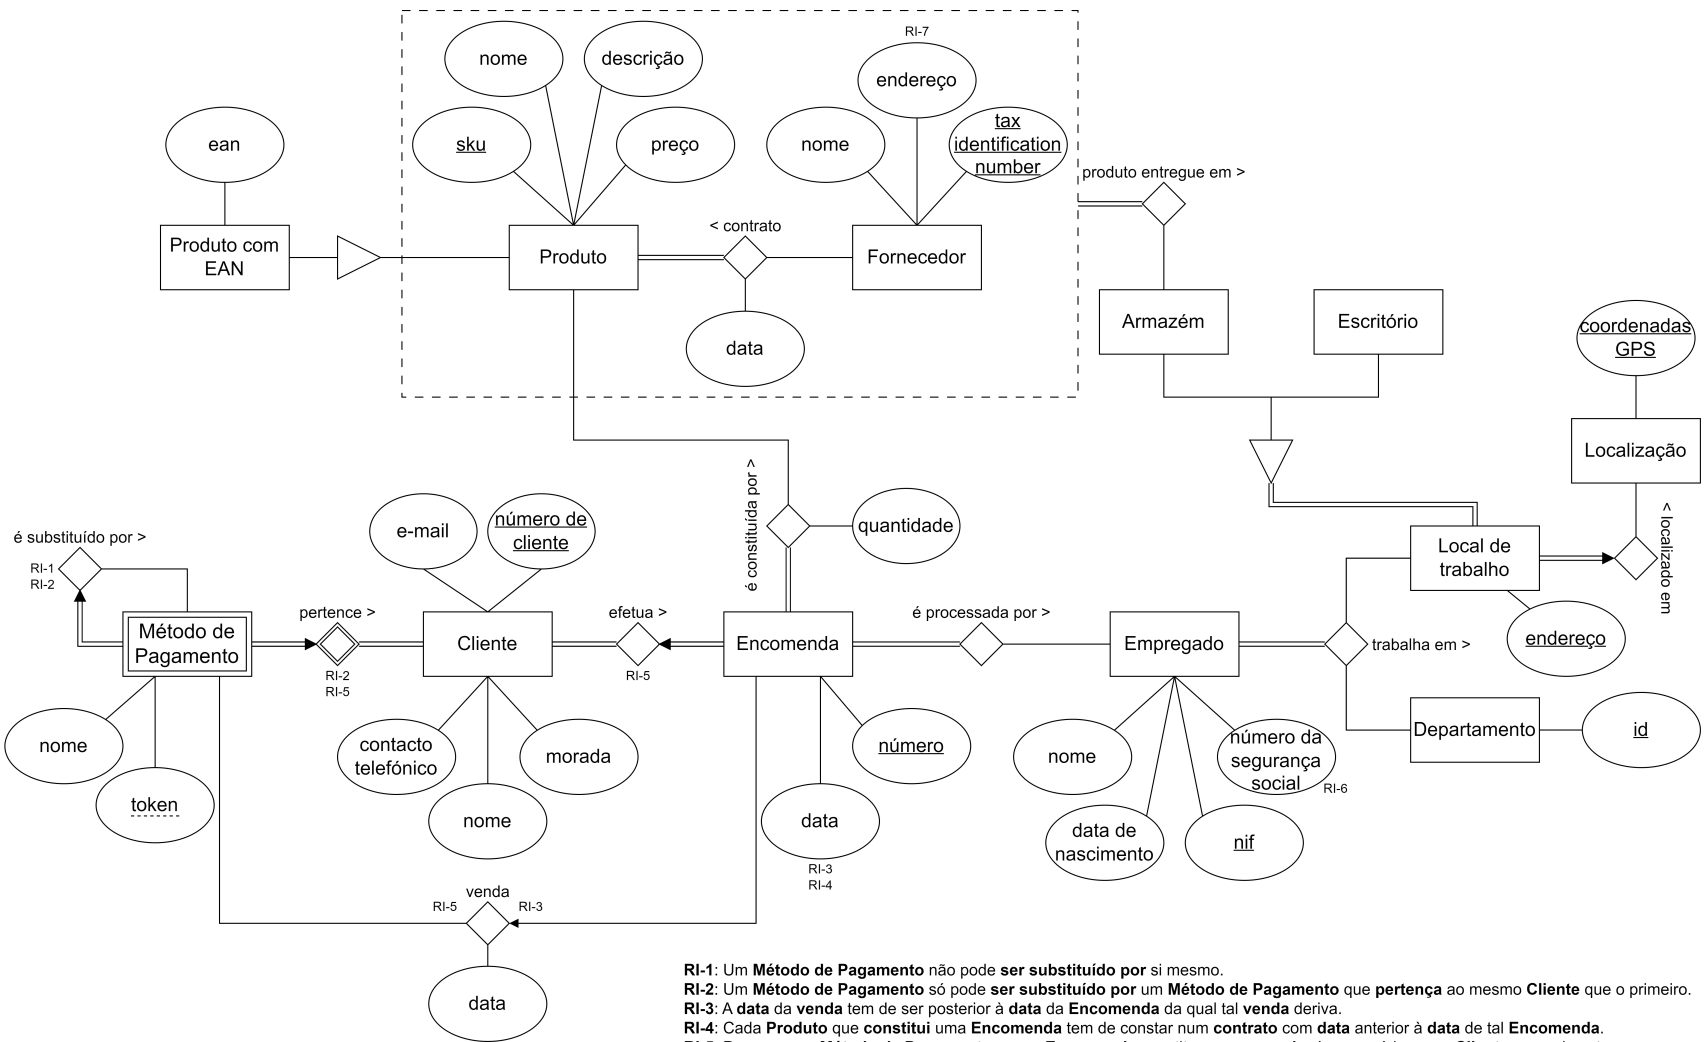 RI-7
nome
descrição
endereço
ean
sku
preço
nome
tax
identification
number
produto entregue em >
< contrato
Produto com
EAN
Produto
Fornecedor
Armazém
Escritório
coordenadas
GPS
data
Localização
é constituída por >
quantidade
< localizado em
e-mail
número de
cliente
é substituído por >
RI-1
RI-2
Local de
trabalho
pertence >
efetua >
é processada por >
Método de
Pagamento
Cliente
Encomenda
Empregado
trabalha em >
endereço
RI-2
RI-5
RI-5
nome
token
contacto
telefónico
morada
nome
número
data
RI-3
RI-4
nome
número da
segurança
social
RI-6
data de
nascimento
nif
Departamento
id
venda
RI-5
RI-3
data
RI-1: Um Método de Pagamento não pode ser substituído por si mesmo.
RI-2: Um Método de Pagamento só pode ser substituído por um Método de Pagamento que pertença ao mesmo Cliente que o primeiro.
RI-3: A data da venda tem de ser posterior à data da Encomenda da qual tal venda deriva.
RI-4: Cada Produto que constitui uma Encomenda tem de constar num contrato com data anterior à data de tal Encomenda.